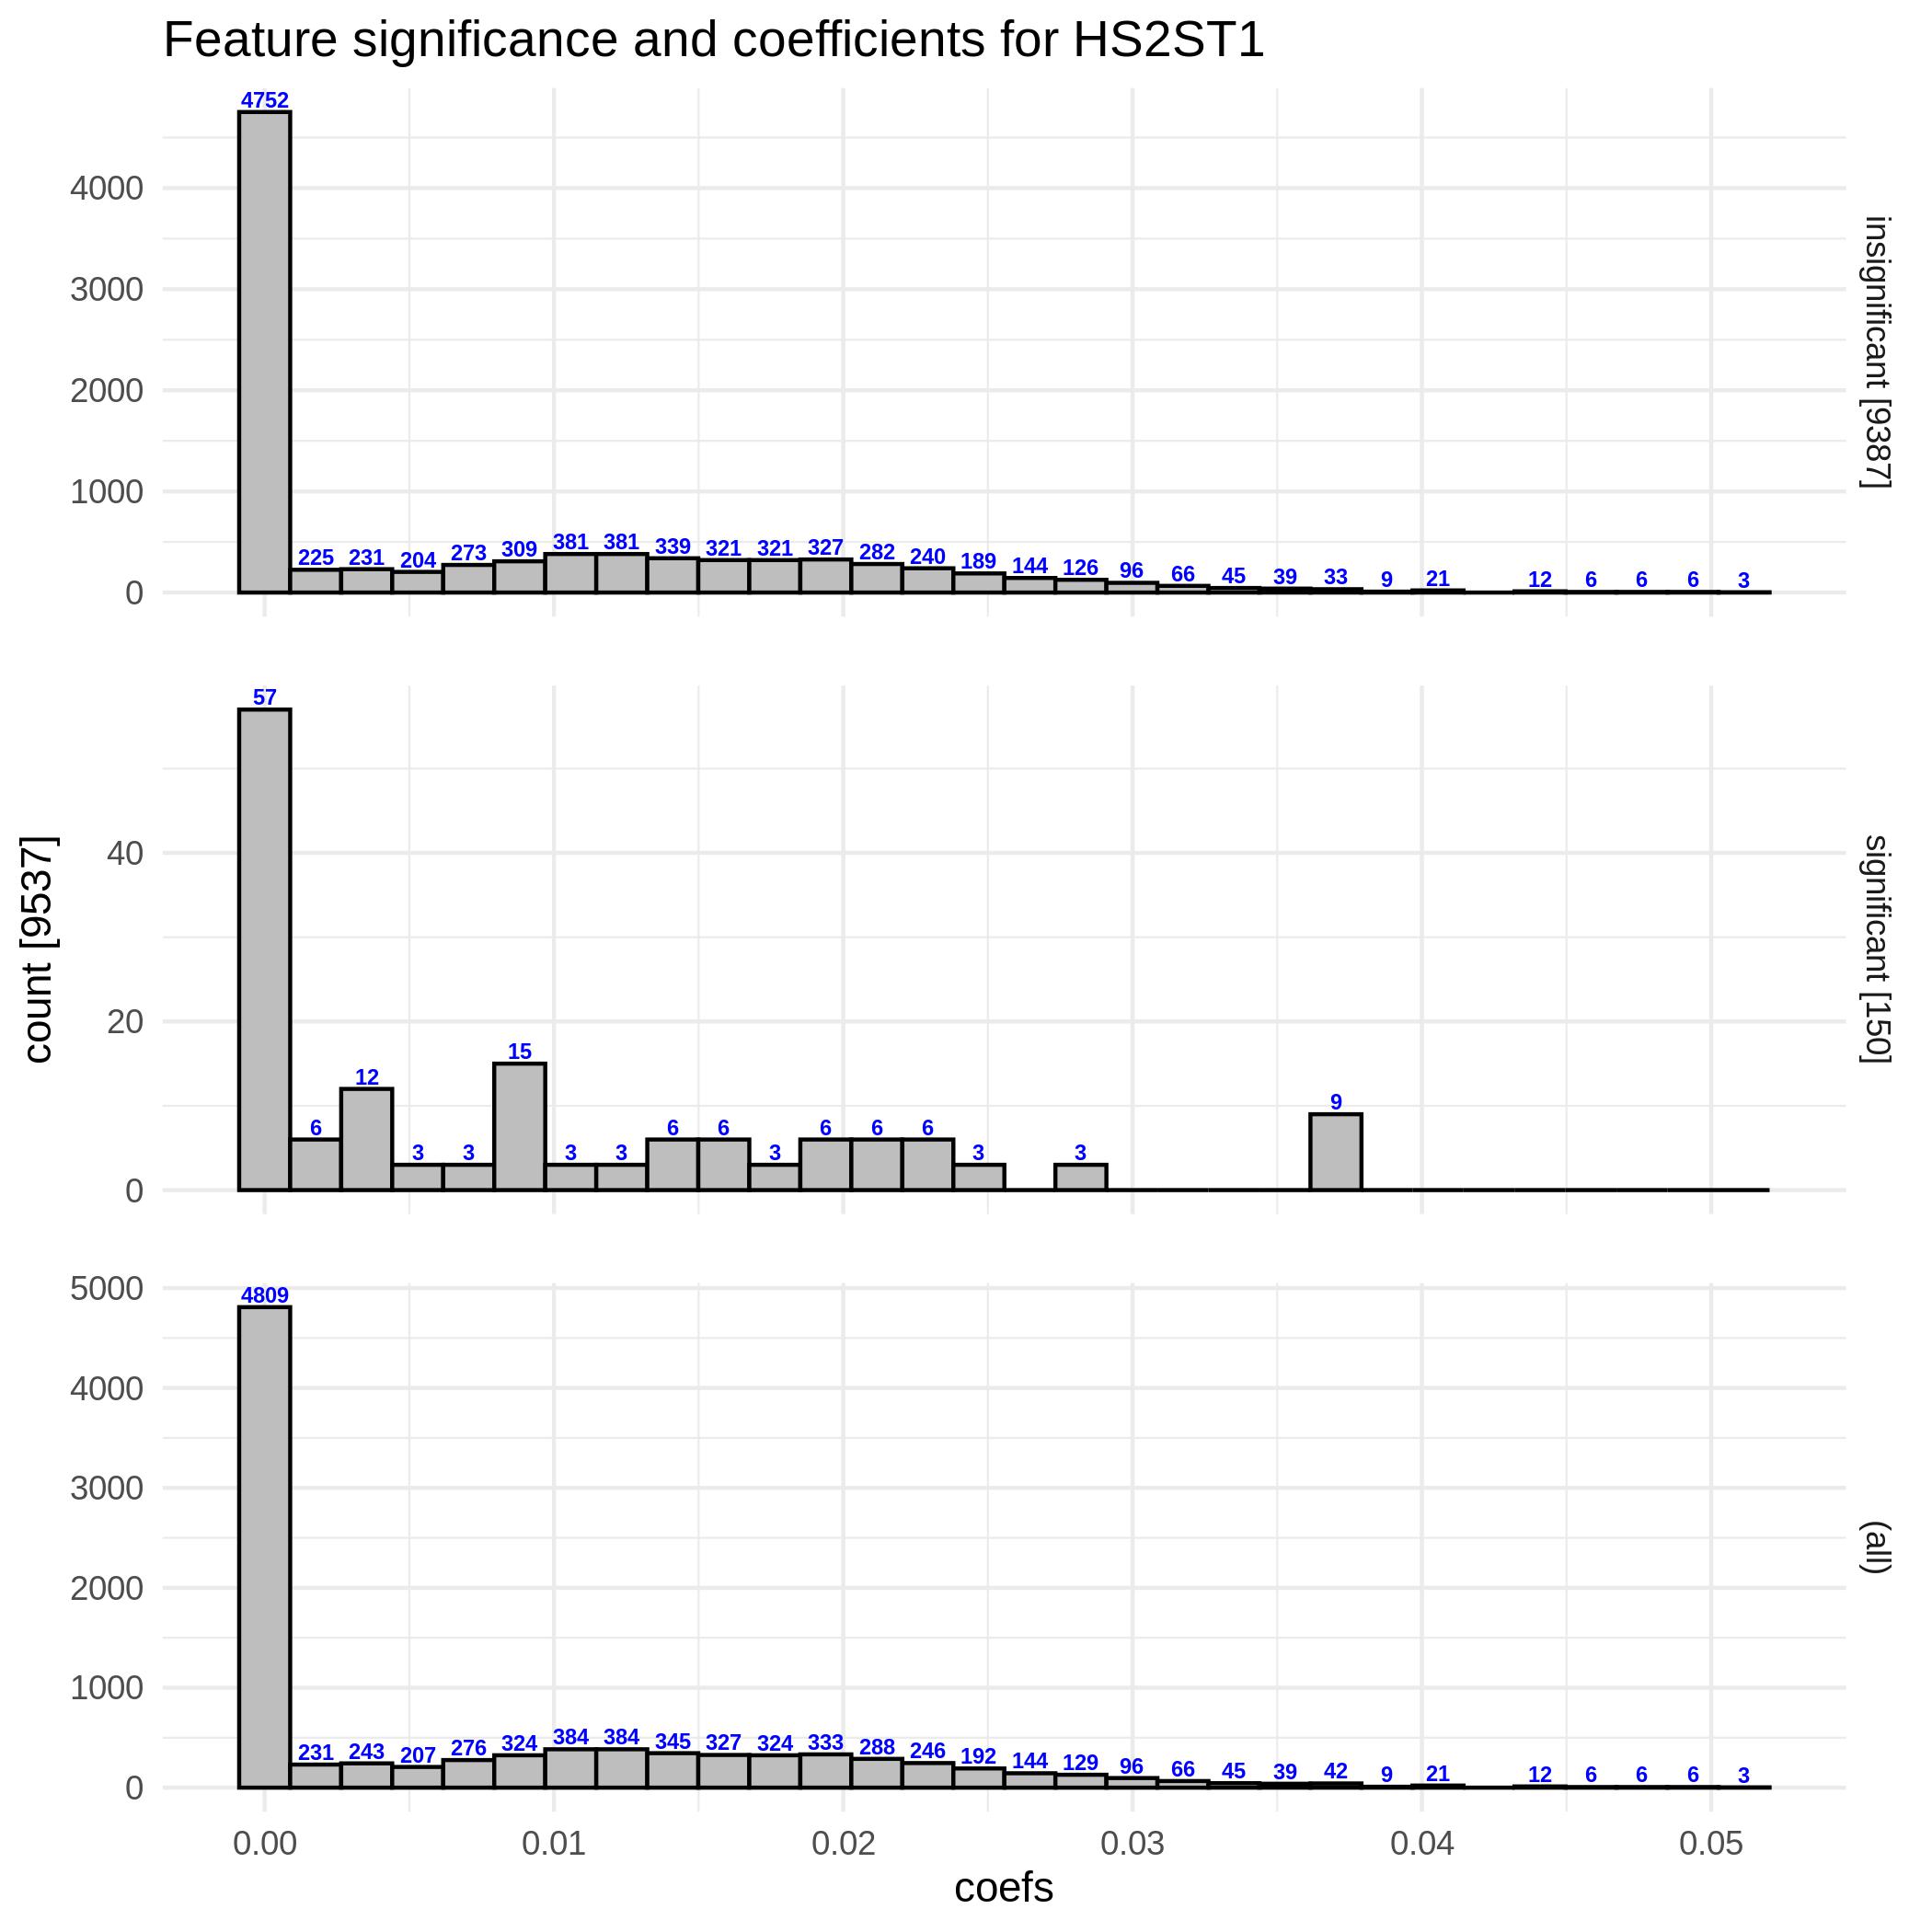 Feature significance and coefficients for HS2ST1
4752
4000
3000
2000
1000
0
225 231 204 273 309 381 381 339 321 321 327 282 240 189 144 126 96 66 45 39 33 9 21 12 6 6 6 3
insignificant [9387]
57
40
20
0
6 12 3 3 15 3 3 6 6 3 6 6 6 3 3 9
significant [150]
count [9537]
5000
4809
4000
3000
2000
1000
0
231 243 207 276 324 384 384 345 327 324 333 288 246 192 144 129 96 66 45 39 42 9 21 12 6 6 6 3
(all)
0.00 0.01 0.02 0.03 0.04 0.05
coefs